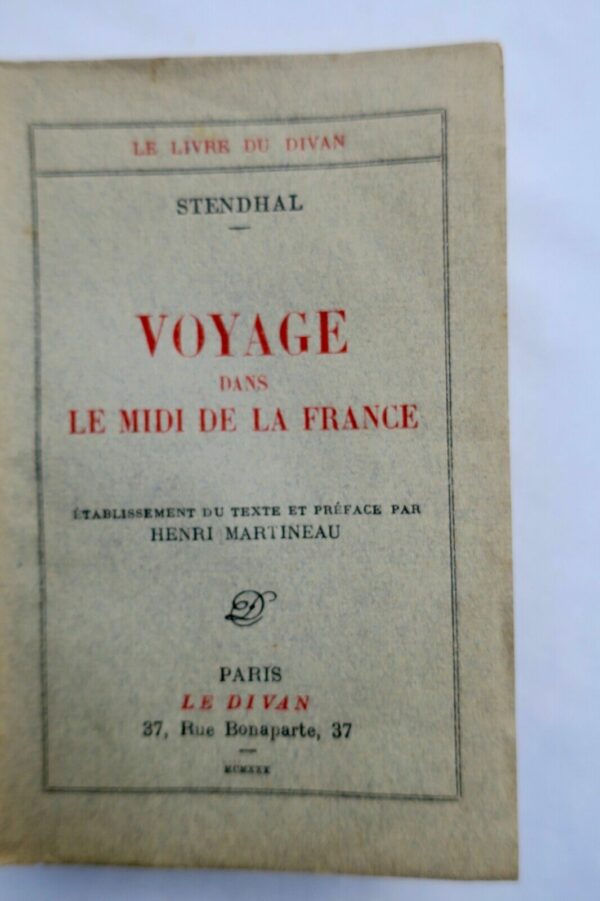 LE LIVRE DU DIVAN
STENDHAL
VOYAGE
DANS
LE MIDI DE LA FRANCE
ÉTABLISSEMENT DU TEXTE ET PRÉFACE PAR
HENRI MARTINEAU
D
PARIS
LE DIVAN
37, Rue Bonaparte, 37
MCMXXX